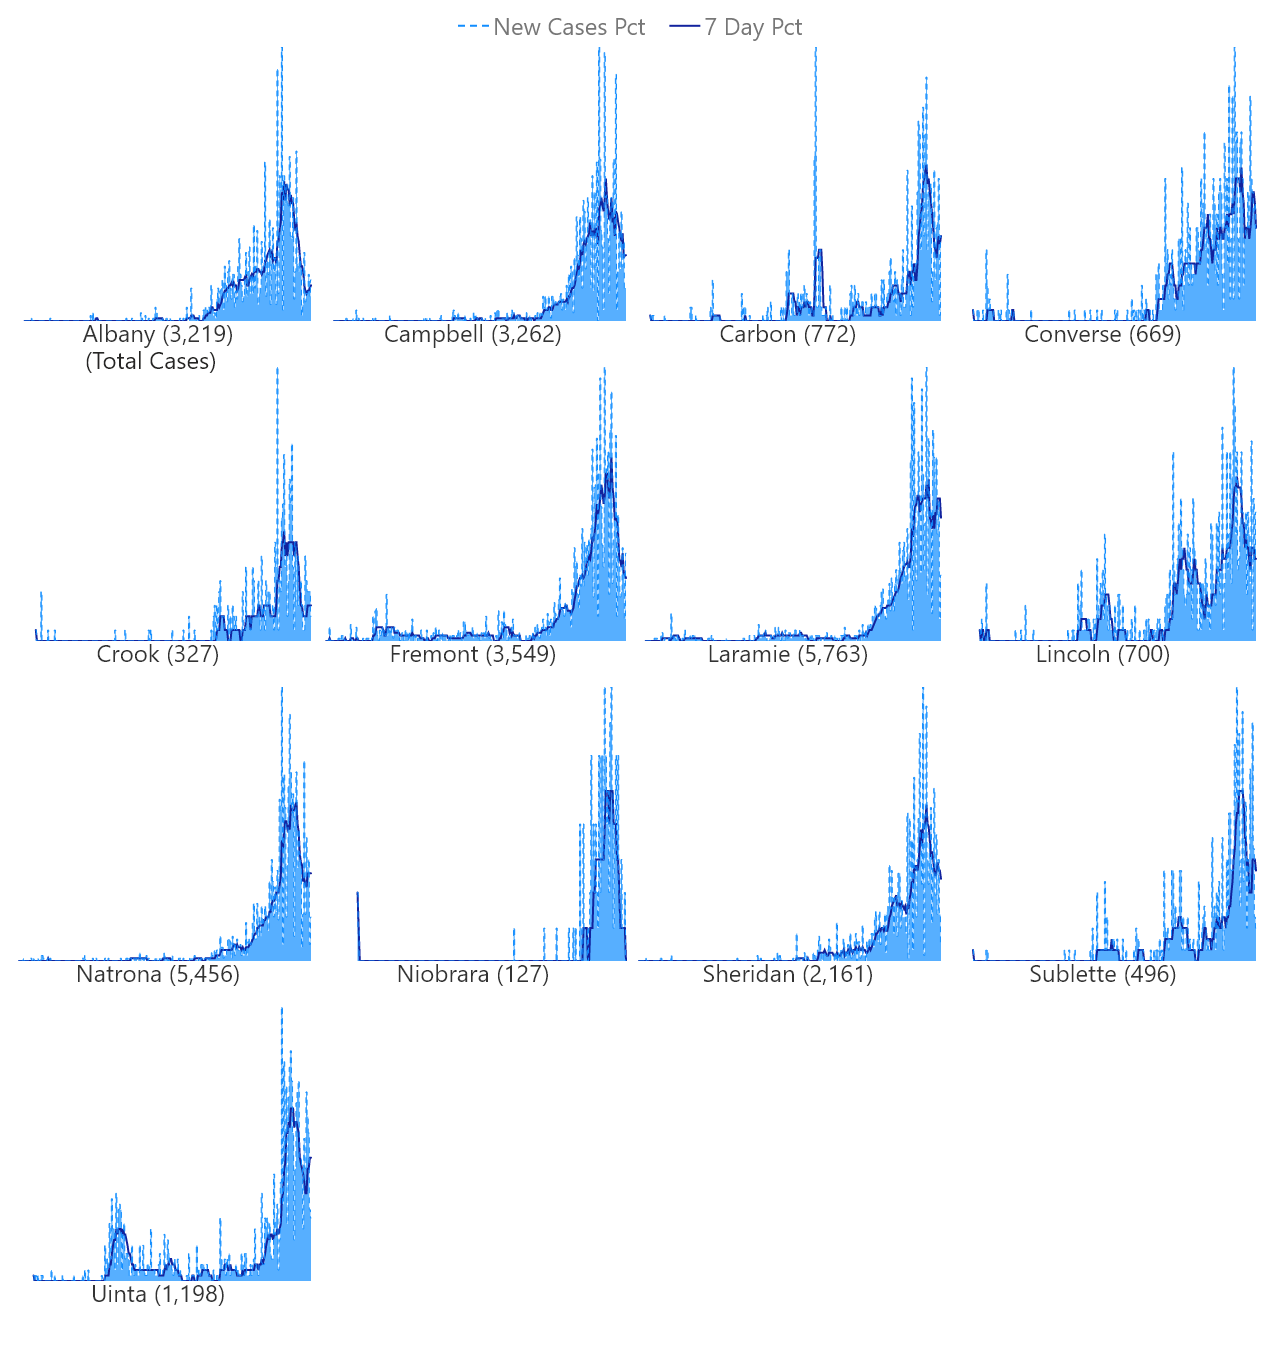 New Cases Pct 7 Day Pct
Albany (3,219)
(Total Cases)
Campbell (3,262)
Carbon (772)
Converse (669)
Crook (327)
Fremont (3,549)
Laramie (5,763)
Lincoln (700)
Natrona (5,456)
Niobrara (127)
Sheridan (2,161)
Sublette (496)
Uinta (1,198)